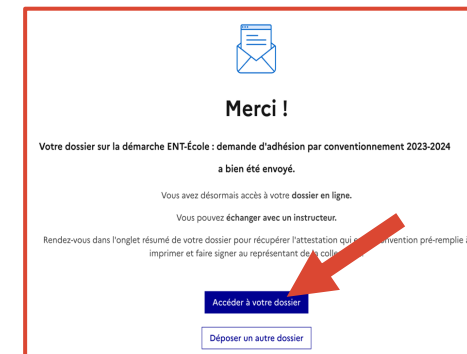 Merci !
Votre dossier sur la démarche ENT-École : demande d'adhésion par conventionnement 2023-2024
a bien été envoyé.
Vous avez désormais accès à votre dossier en ligne.
Vous pouvez échanger avec un instructeur.
Rendez-vous dans l'onglet résumé de votre dossier pour récupérer l'attestation qui convention pré-remplie à
imprimer et faire signer au représentant de la
Accéder à votre dossier
Déposer un autre dossier